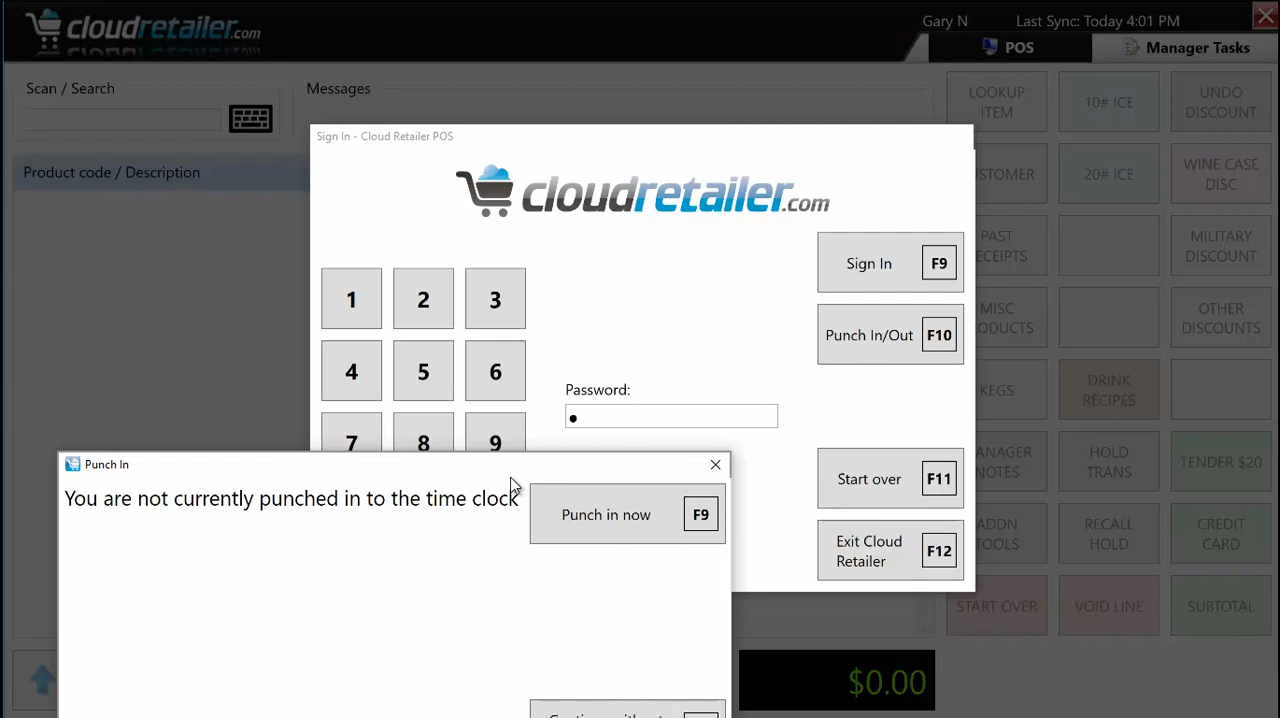 cloudretailer.com
Gary N
Last Sync: Today 4:01 PM
POS
Manager Tasks
Scan / Search
Messages
Product code / Description
Sign In - Cloud Retailer POS
cloudretailer.com
1 2 3
4 5 6
7 8 9
Password:
Sign In F9
Punch In/Out F10
Start over F11
Exit Cloud
Retailer F12
Punch In
You are not currently punched in to the time clock
Punch in now F9
LOOKUP
ITEM
10# ICE
UNDO
DISCOUNT
20# ICE
WINE CASE
DISC
PAST
MILITARY
DISCOUNT
MISC
OTHER
DISCOUNTS
KEGS
DRINK
RECIPES
NOTES
HOLD
TRANS
TENDER $20
ADDN
TOOLS
RECALL
HOLD
CREDIT
CARD
START OVER
VOID LINE
SUBTOTAL
$0.00